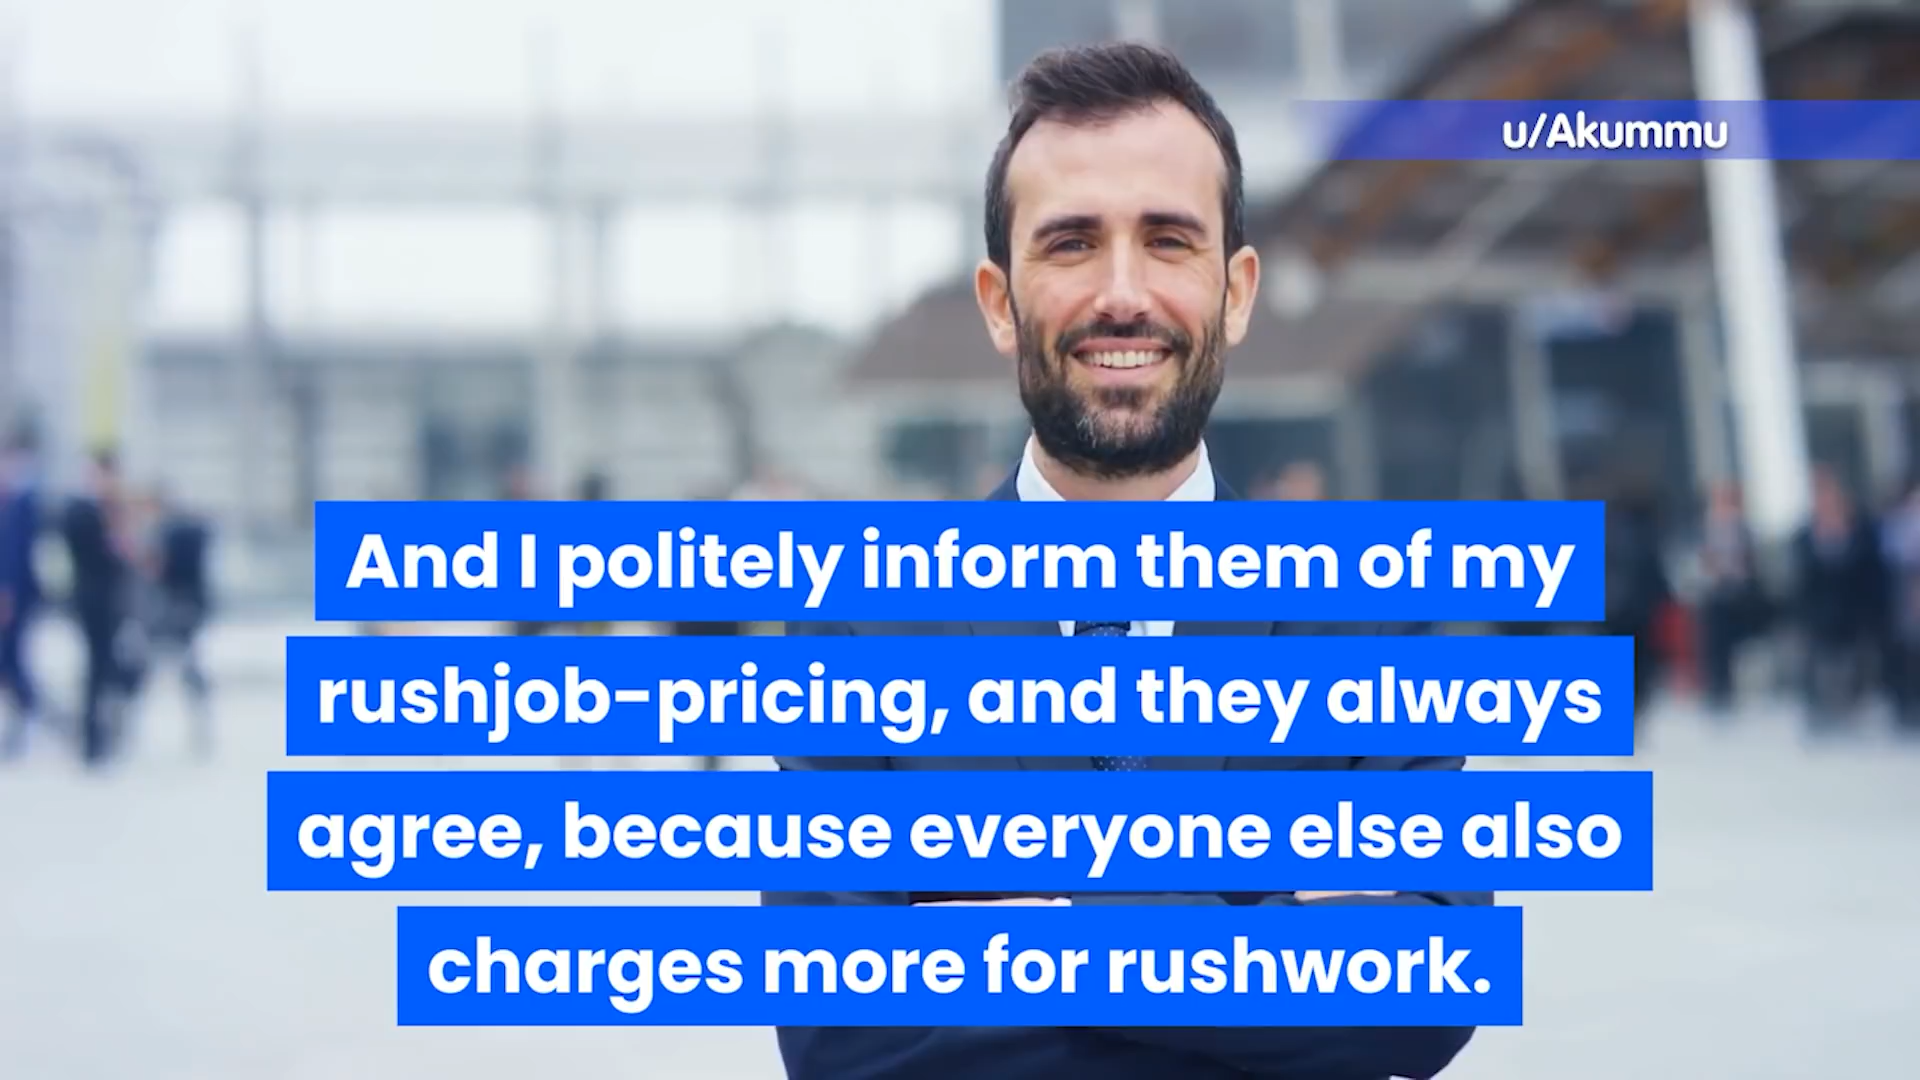 u/Akummu
And I politely inform them of my
rushjob-pricing, and they always
agree, because everyone else also
charges more for rushwork.